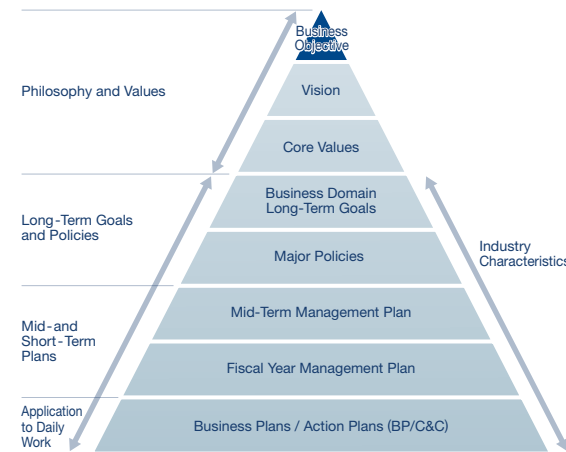 Business
Objective
Philosophy and Values
Vision
Core Values
Business Domain
Long-Term Goals
Long-Term Goals
and Policies
Major Policies
Industry
Characteristics
Mid-Term Management Plan
Mid-and
Short-Term
Plans
Fiscal Year Management Plan
Application
to Daily
Work
Business Plans / Action Plans (BP/C&C)